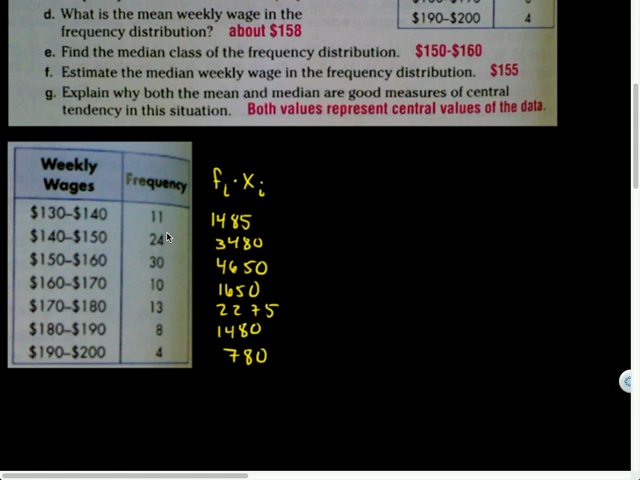 d. What is the mean weekly wage in the
frequency distribution? about $158
$190–$200 4
e. Find the median class of the frequency distribution. $150-$160
f. Estimate the median weekly wage in the frequency distribution. $155
g. Explain why both the mean and median are good measures of central
tendency in this situation. Both values represent central values of the data.
Weekly Wages Frequency fi · xi
$130–$140 11 1485
$140–$150 24 3480
$150–$160 30 4650
$160–$170 10 1650
$170–$180 13 2275
$180–$190 8 1480
$190–$200 4 780